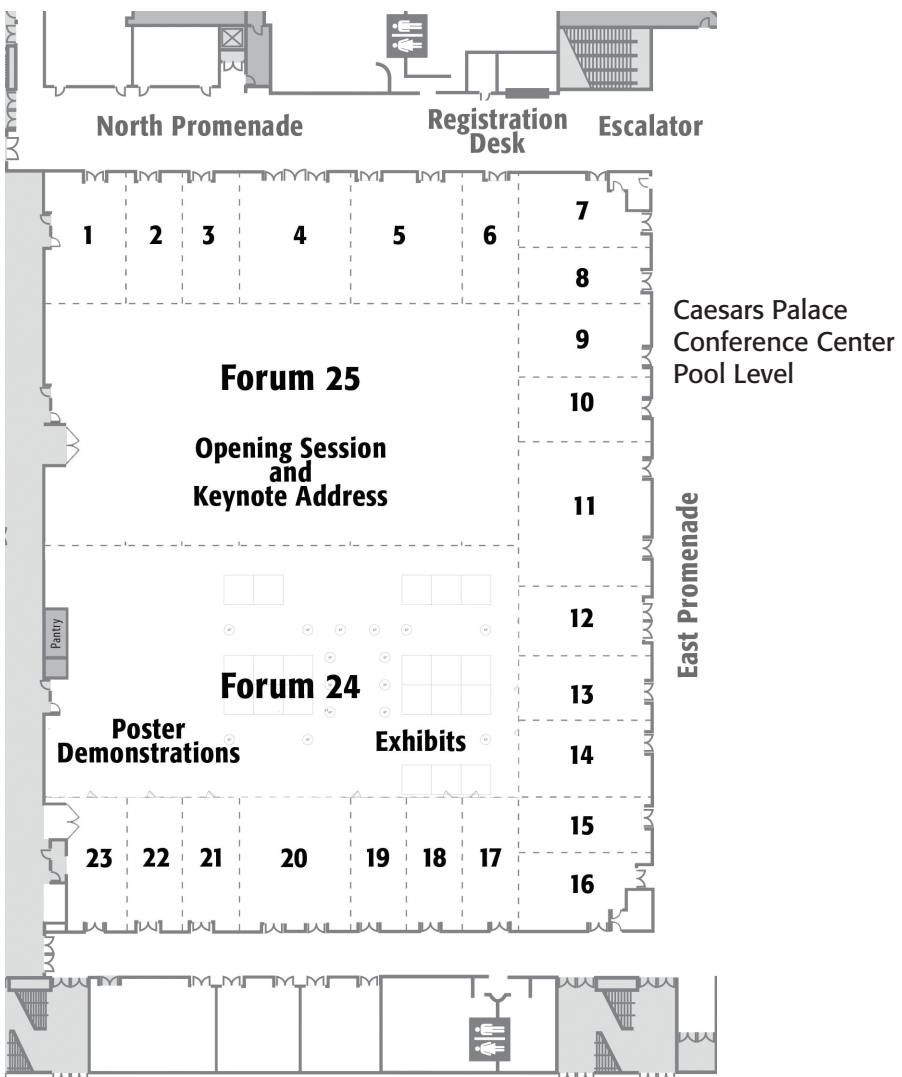 North Promenade
Registration
Desk
Escalator
1
2
3
4
5
6
7
8
9
10
11
12
13
14
15
16
17
18
19
20
21
22
23
Caesars Palace
Conference Center
Pool Level
Forum 25
Opening Session
and
Keynote Address
East Promenade
Pantry
Forum 24
Poster
Demonstrations
Exhibits